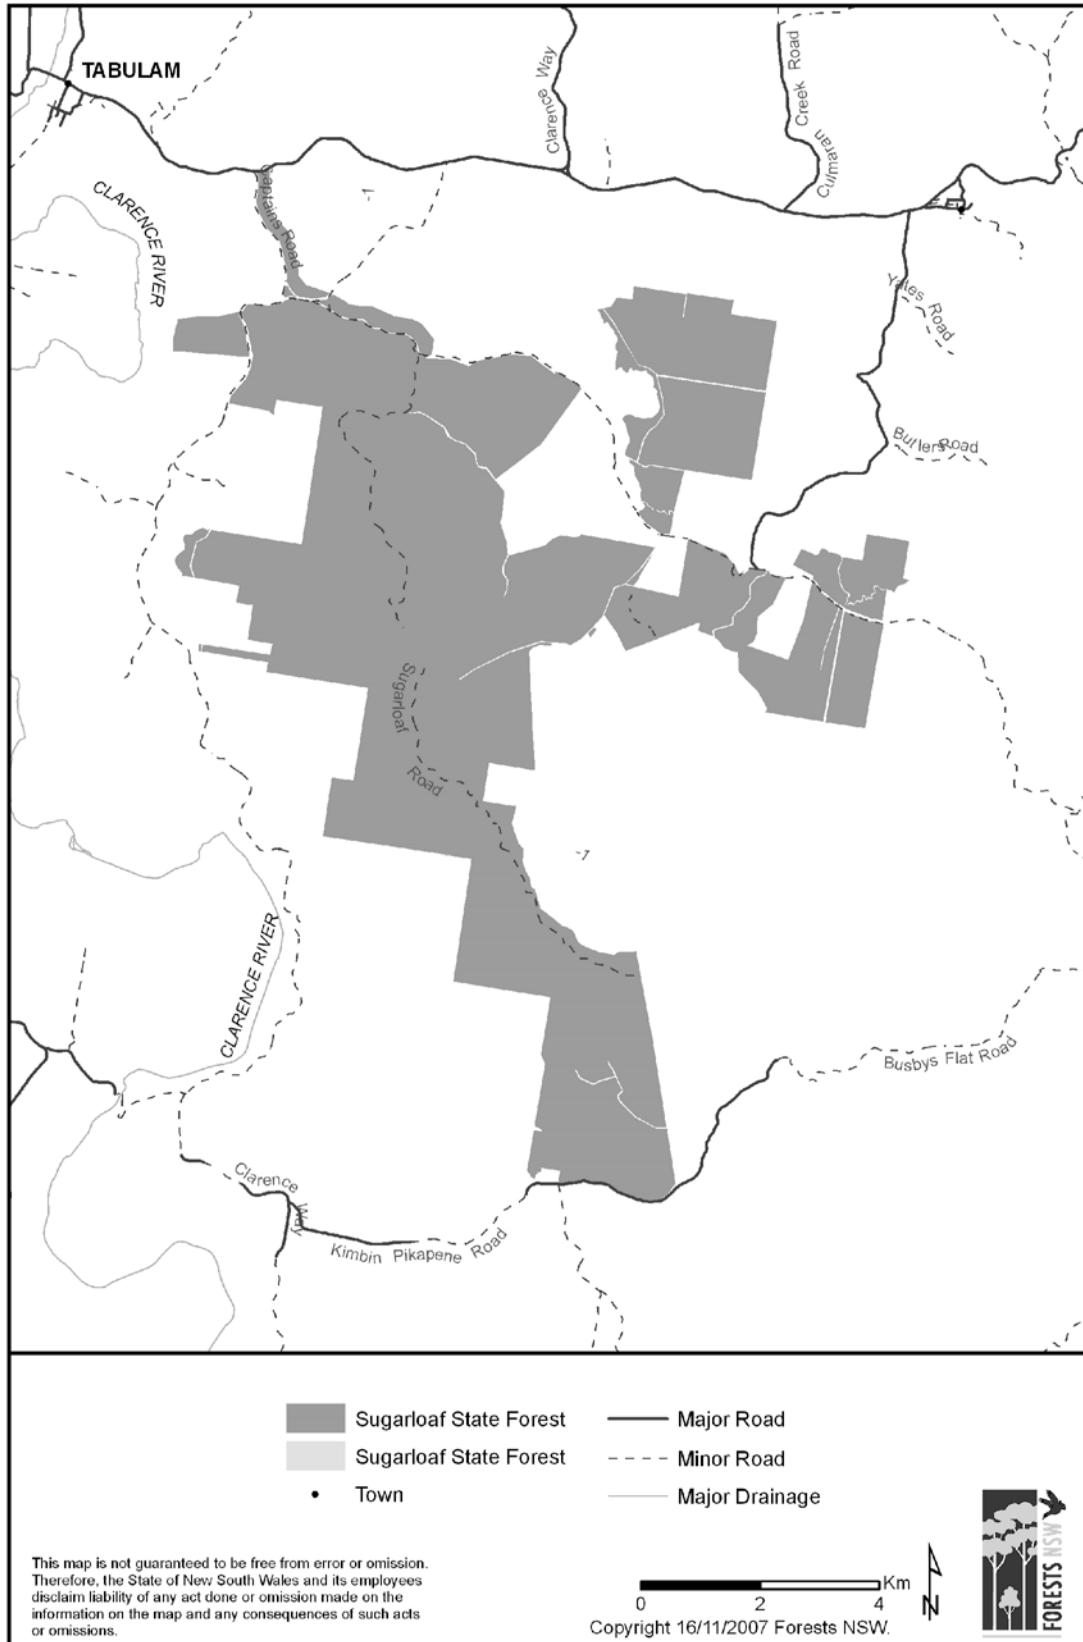 TABULAM
Clarence Way
Creek Road
Culmaran
CLARENCE RIVER
Road
-1
Yates Road
Butlers Road
Sugarloaf
Road
-1
CLARENCE RIVER
Busbys Flat Road
Clarence Way
Kimbin Pikapene Road
Sugarloaf State Forest
Major Road
Sugarloaf State Forest
Minor Road
Town
Major Drainage
This map is not guaranteed to be free from error or omission.
Therefore, the State of New South Wales and its employees
disclaim liability of any act done or omission made on the
information on the map and any consequences of such acts
or omissions.
Km
0 2 4
N
Copyright 16/11/2007 Forests NSW.
FORESTS NSW